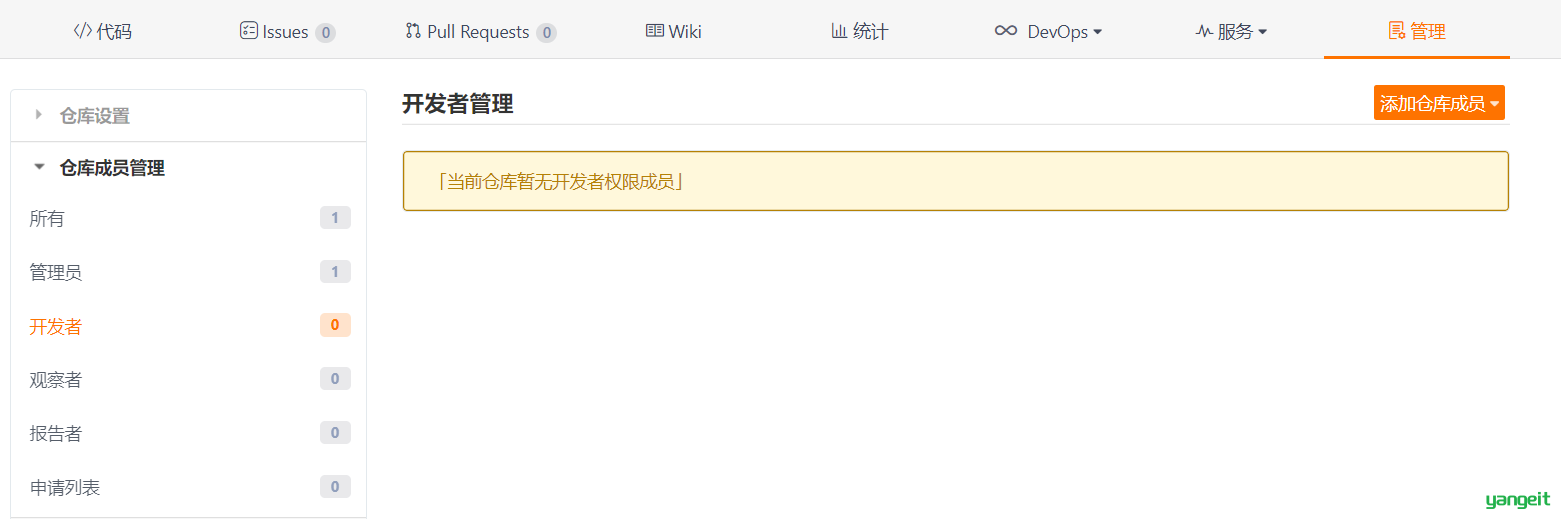 代码 Issues 0 Pull Requests 0 Wiki 统计 DevOps 服务 管理
仓库设置
仓库成员管理
所有 1
管理员 1
开发者 0
观察者 0
报告者 0
申请列表 0
开发者管理 添加仓库成员
「当前仓库暂无开发者权限成员」
yangeit